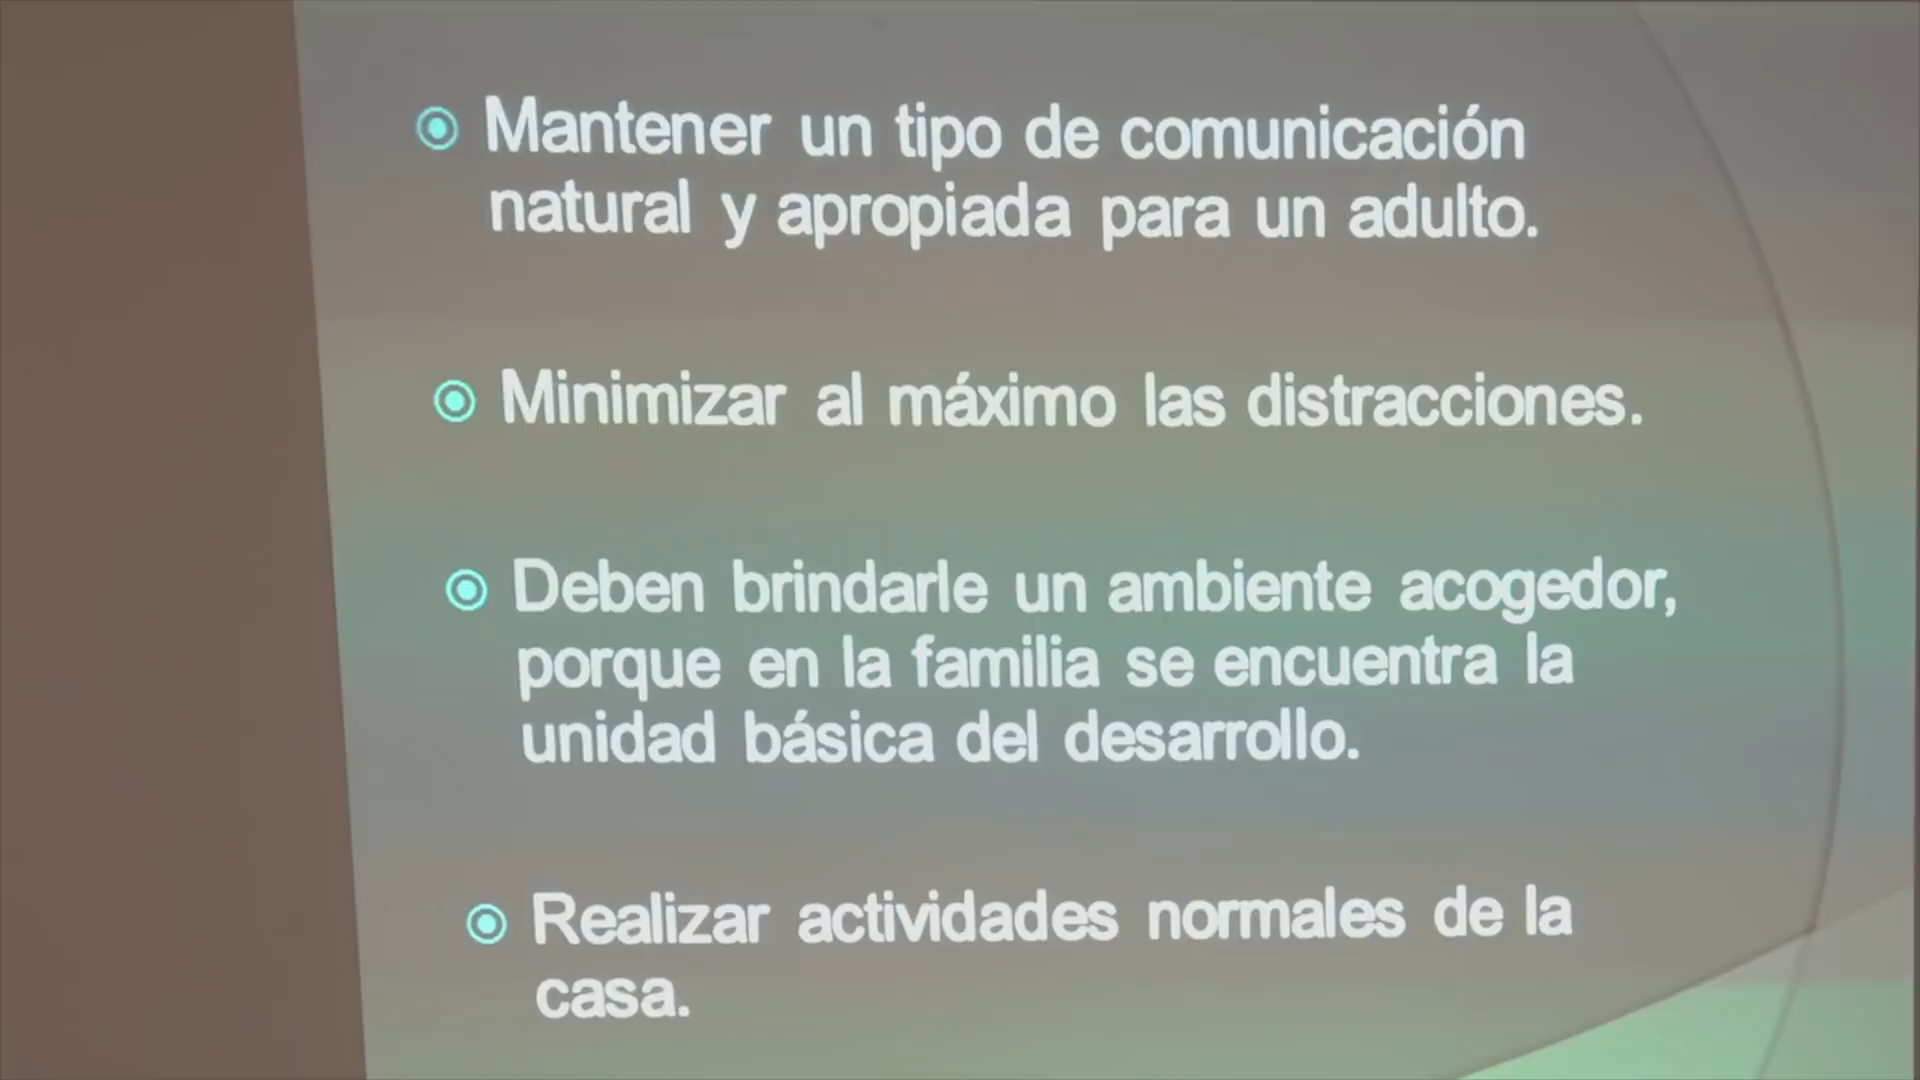 Mantener un tipo de comunicación
natural y apropiada para un adulto.
Minimizar al máximo las distracciones.
Deben brindarle un ambiente acogedor,
porque en la familia se encuentra la
unidad básica del desarrollo.
Realizar actividades normales de la
casa.